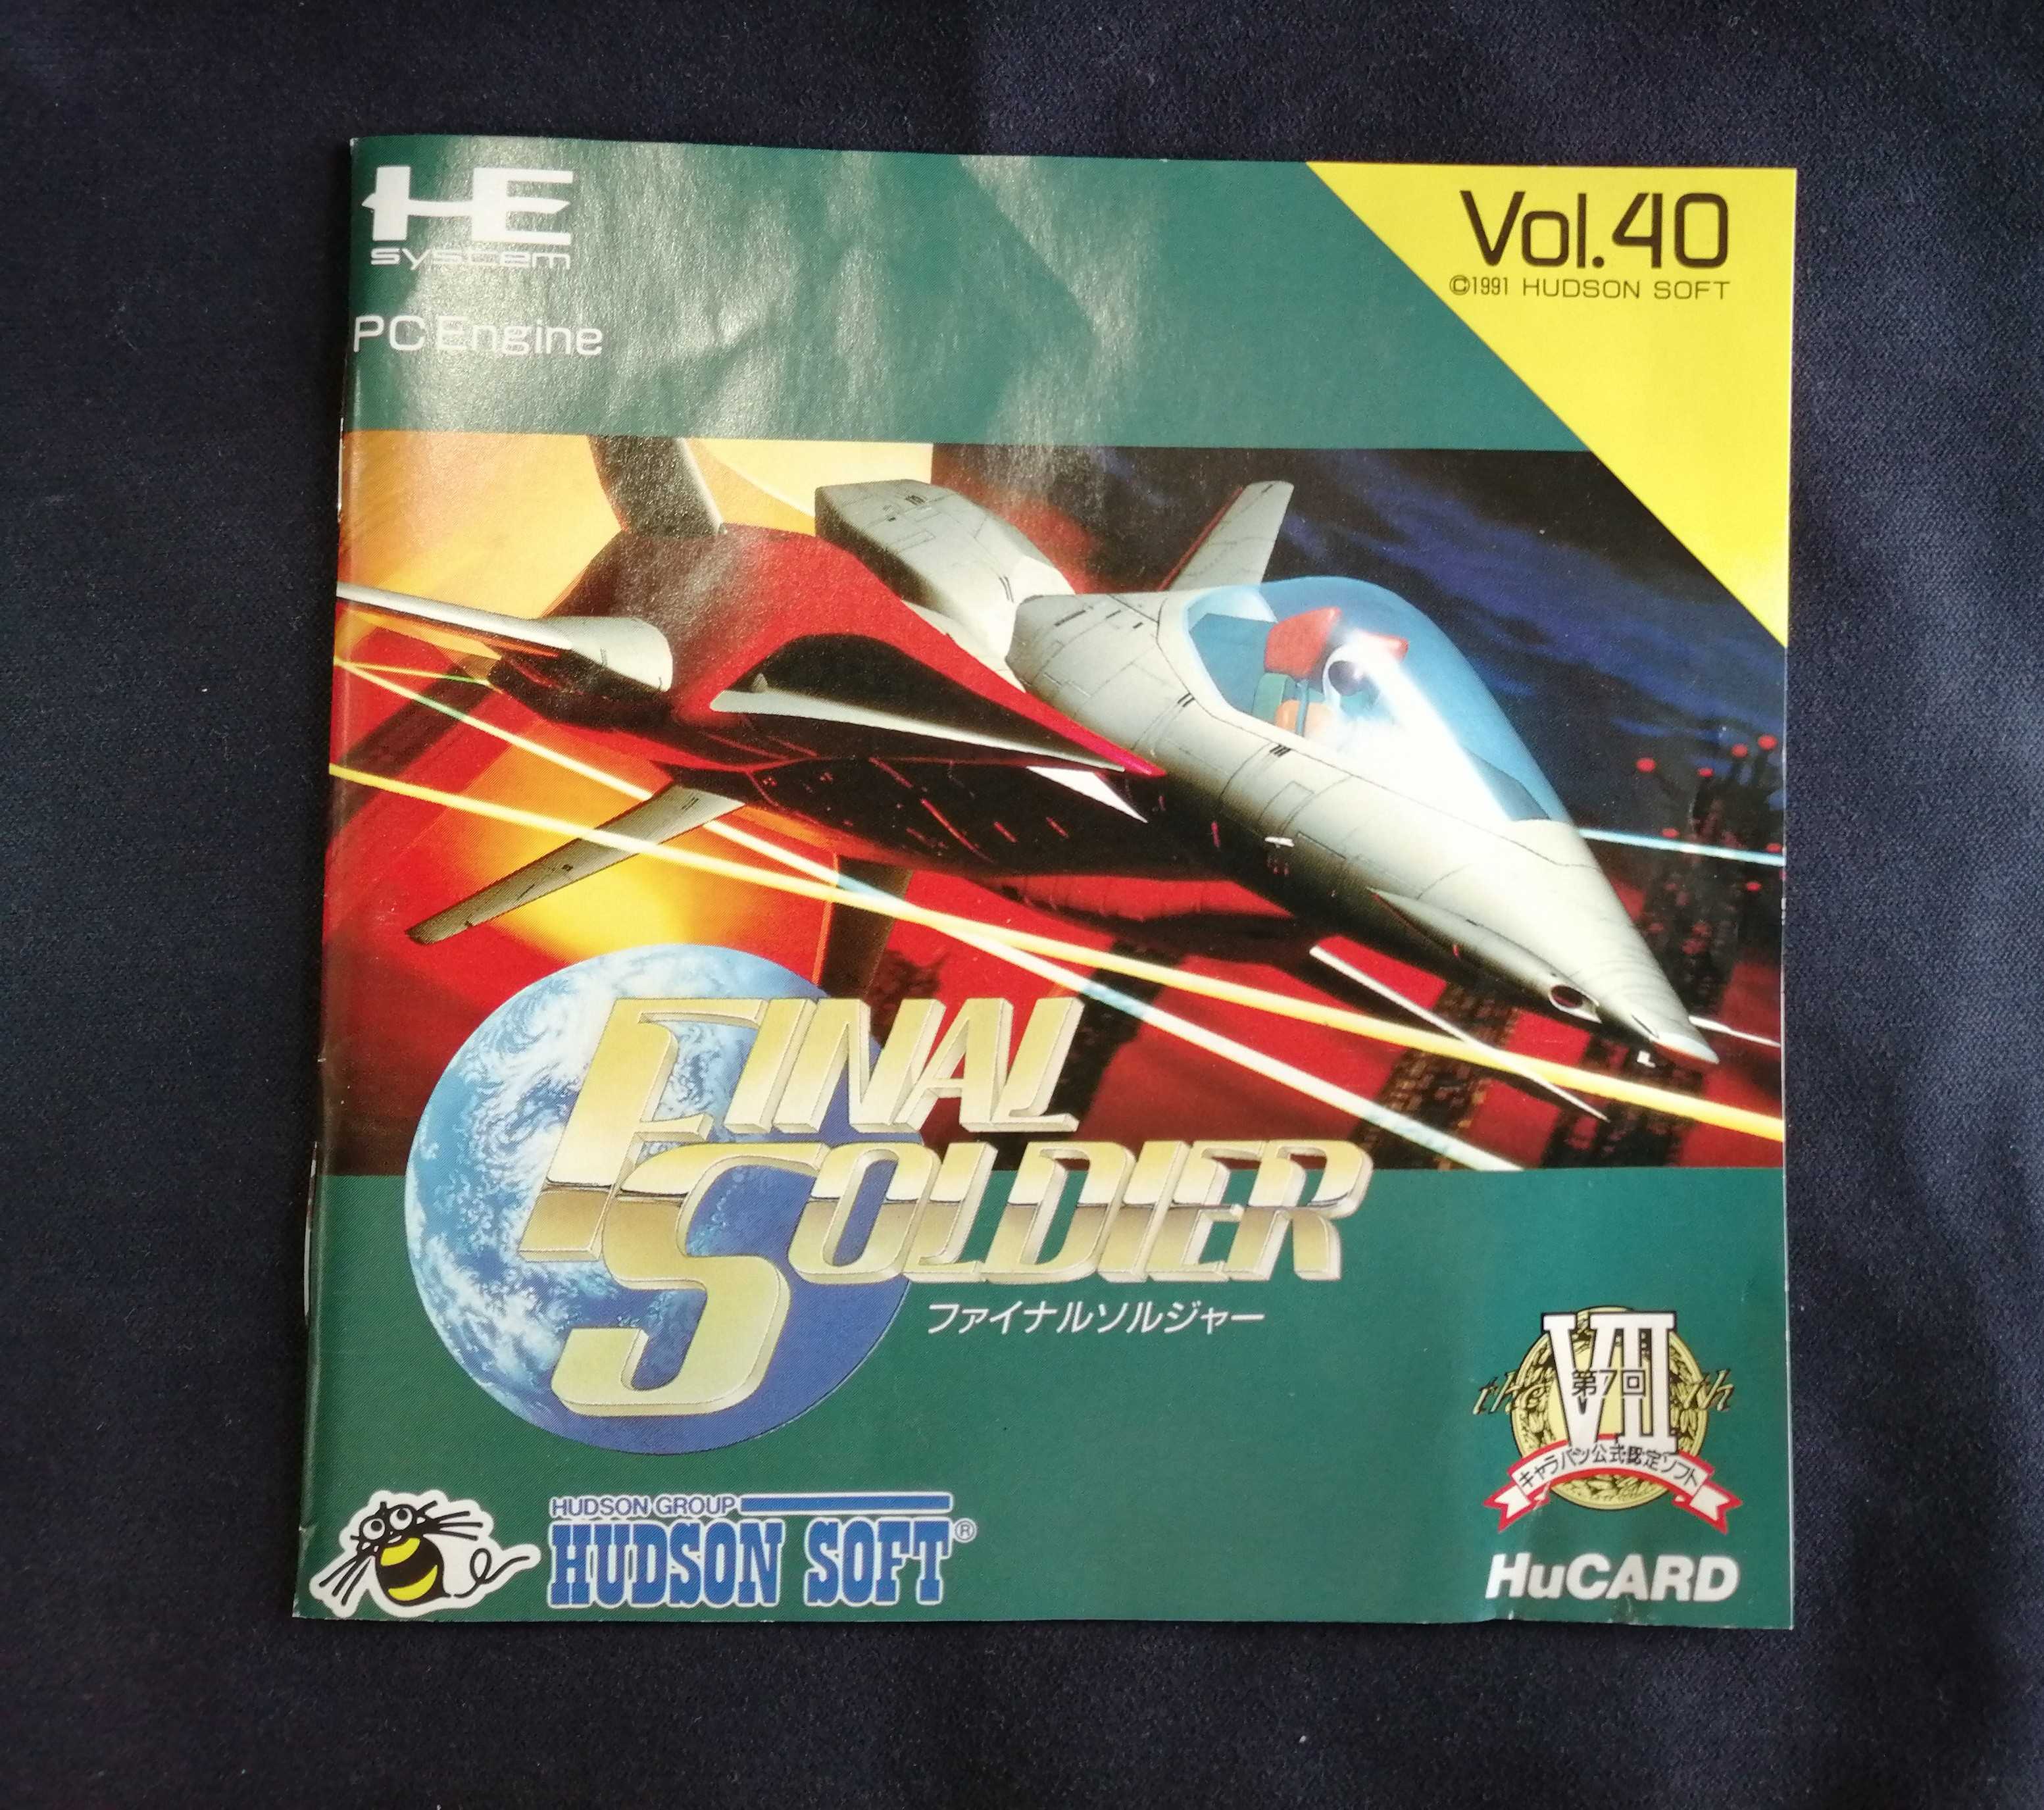 HE
system
PC Engine
Vol.40
©1991 HUDSON SOFT
FINAL
SOLDIER
ファイナルソルジャー
the VII th
第7回
キャラバン公式認定ソフト
HUDSON GROUP
HUDSON SOFT®
HuCARD